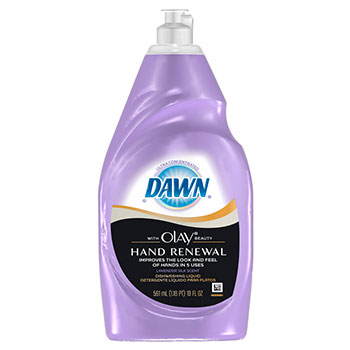 ULTRA CONCENTRATED
DAWN
WITH OLAY® BEAUTY
HAND RENEWAL
IMPROVES THE LOOK AND FEEL
OF HANDS IN 5 USES
LAVENDER SILK SCENT
DISHWASHING LIQUID
DETERGENTE LÍQUIDO PARA PLATOS
561 mL (1.18 PT) 19 FL OZ